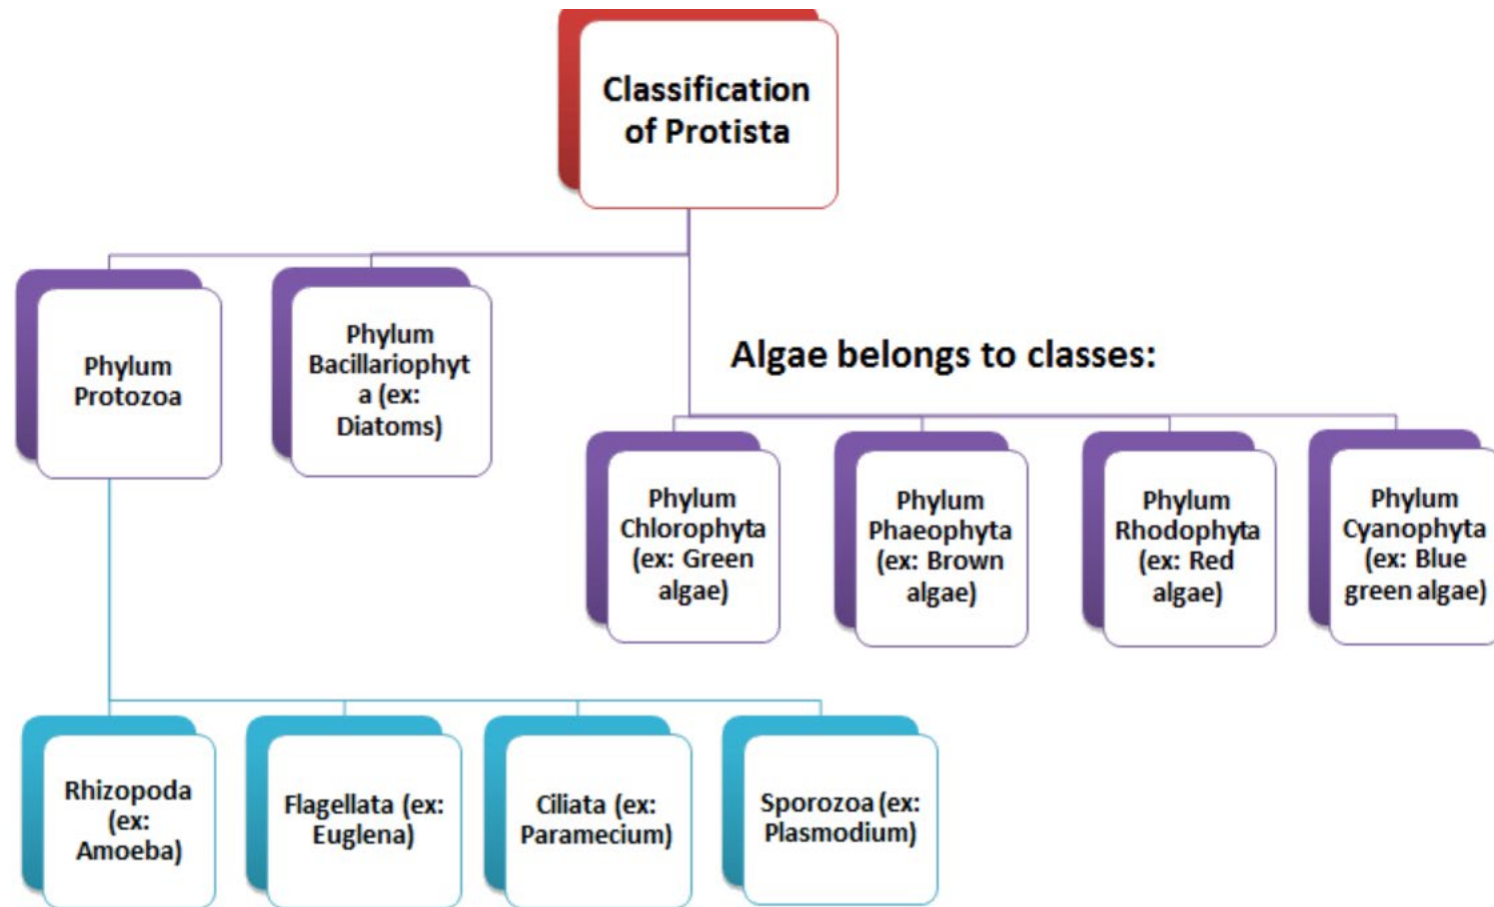 Classification
of Protista
Phylum
Protozoa
Phylum
Bacillariophyt
a (ex:
Diatoms)
Algae belongs to classes:
Phylum
Chlorophyta
(ex: Green
algae)
Phylum
Phaeophyta
(ex: Brown
algae)
Phylum
Rhodophyta
(ex: Red
algae)
Phylum
Cyanophyta
(ex: Blue
green algae)
Rhizopoda
(ex:
Amoeba)
Flagellata (ex:
Euglena)
Ciliata (ex:
Paramecium)
Sporozoa (ex:
Plasmodium)